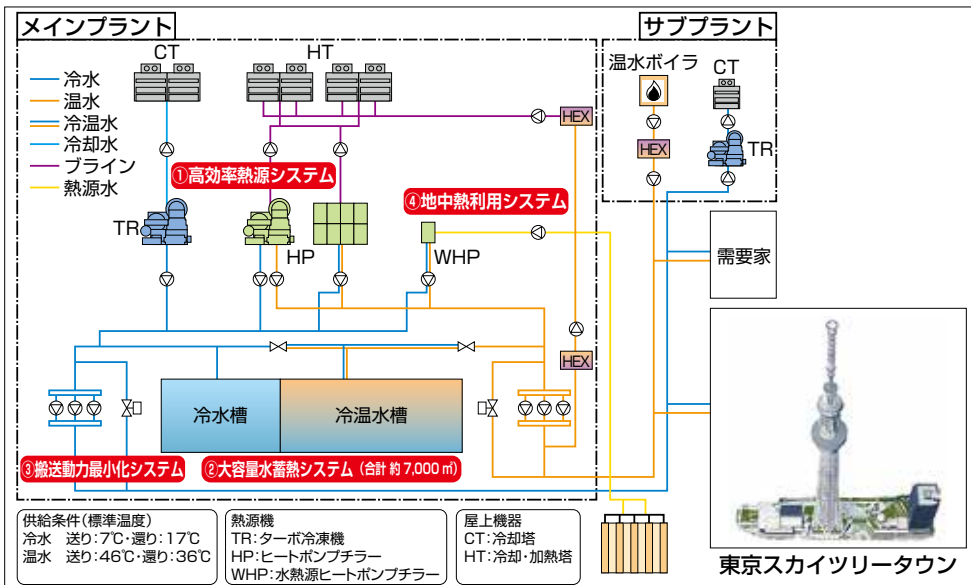 メインプラント
サブプラント
CT
HT
温水ボイラ
CT
冷水
温水
冷温水
冷却水
ブライン
熱源水
HEX
HEX
TR
①高効率熱源システム
④地中熱利用システム
TR
HP
WHP
需要家
HEX
冷水槽
冷温水槽
③搬送動力最小化システム
②大容量水蓄熱システム（合計 約7,000㎥）
供給条件(標準温度)
冷水　送り:7℃・還り:17℃
温水　送り:46℃・還り:36℃
熱源機
TR:ターボ冷凍機
HP:ヒートポンプチラー
WHP:水熱源ヒートポンプチラー
屋上機器
CT:冷却塔
HT:冷却・加熱塔
東京スカイツリータウン